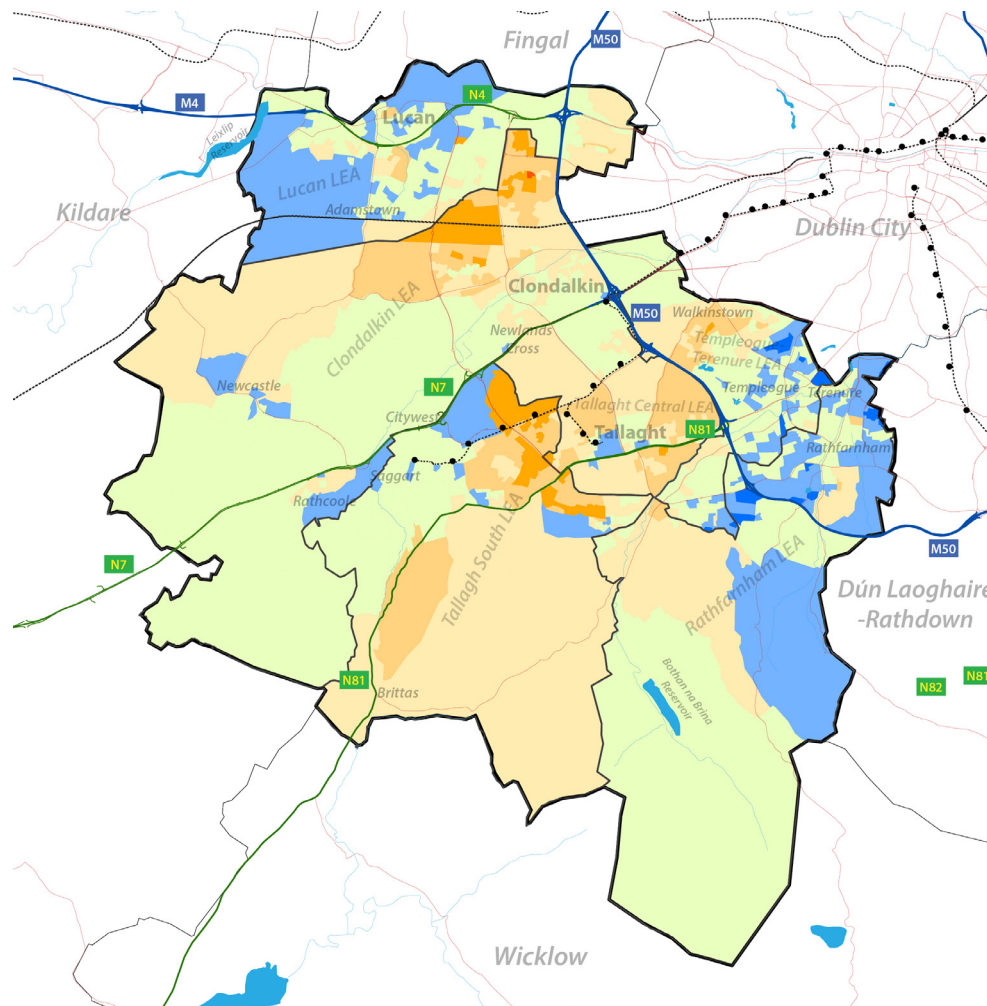 Fingal
M50
M4
N4
Lucan
Leixlip
Reservoir
Lucan LEA
Kildare
Adamstown
Dublin City
Clondalkin
M50
Walkinstown
Clondalkin LEA
Newlands
Cross
Templeogue
Terenure LEA
Newcastle
N7
Templeogue
Terenure
Citywest
Tallaght Central LEA
Tallaght
N81
Rathfarnham
Saggart
Rathcoole
Tallagh South LEA
M50
N7
Rathfarnham LEA
Dún Laoghaire
-Rathdown
N81
Brittas
Bothan na Brina
Reservoir
N82
N81
Wicklow